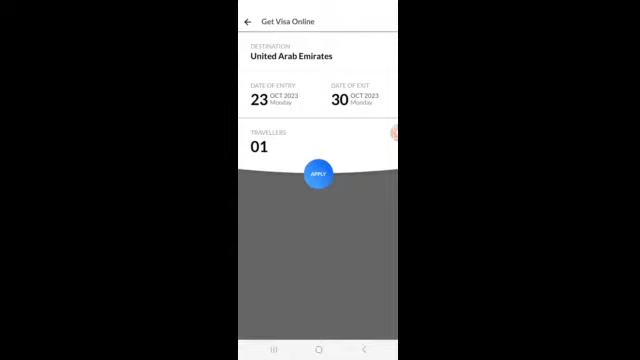 Get Visa Online
DESTINATION
United Arab Emirates
DATE OF ENTRY
DATE OF EXIT
23 OCT 2023 Monday
30 OCT 2023 Monday
TRAVELLERS
01
APPLY